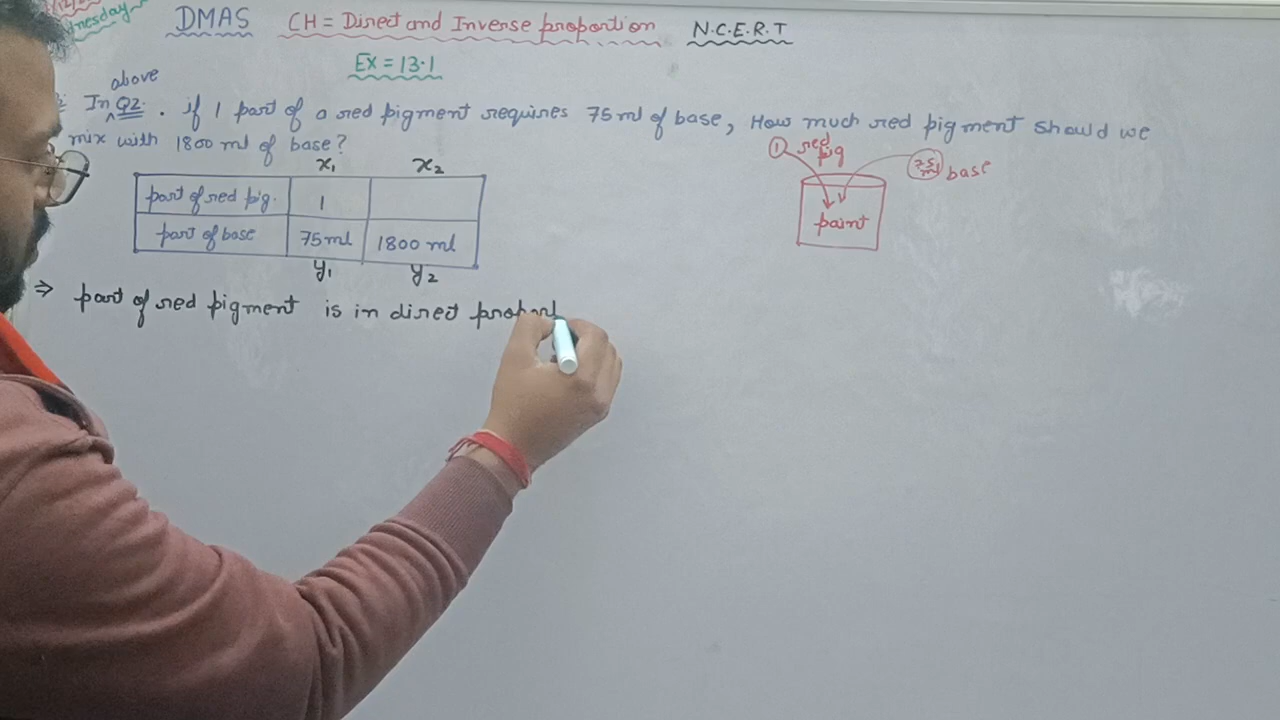 nesday
DMAS CH = Direct and Inverse proportion N.C.E.R.T
EX = 13.1
above
In Q2. if 1 part of a red pigment requires 75 ml of base, How much red pigment should we
mix with 1800 ml of base?
x₁ x₂
part of red pig. 1
part of base 75ml 1800 ml
y₁ y₂
1 red pig
75 ml base
paint
⇒ part of red pigment is in direct proport